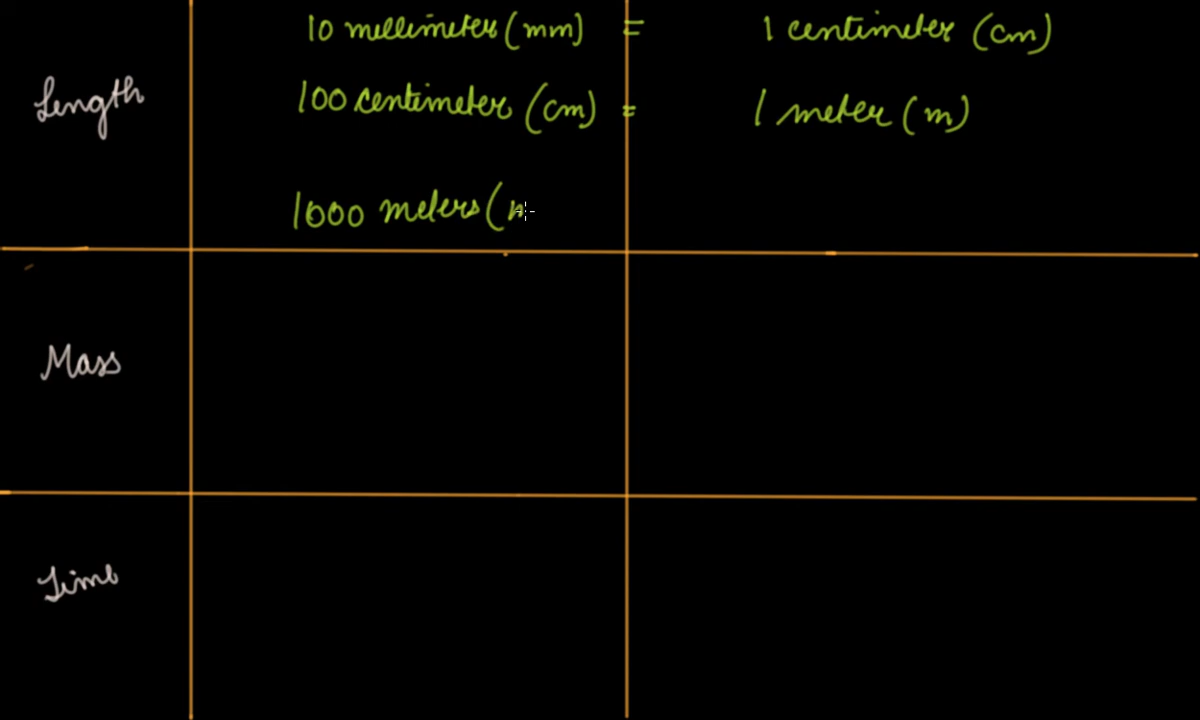 10 millimeter (mm) = 1 centimeter (cm)
Length
100 centimeter (cm) = 1 meter (m)
1000 meters (
Mass
Time